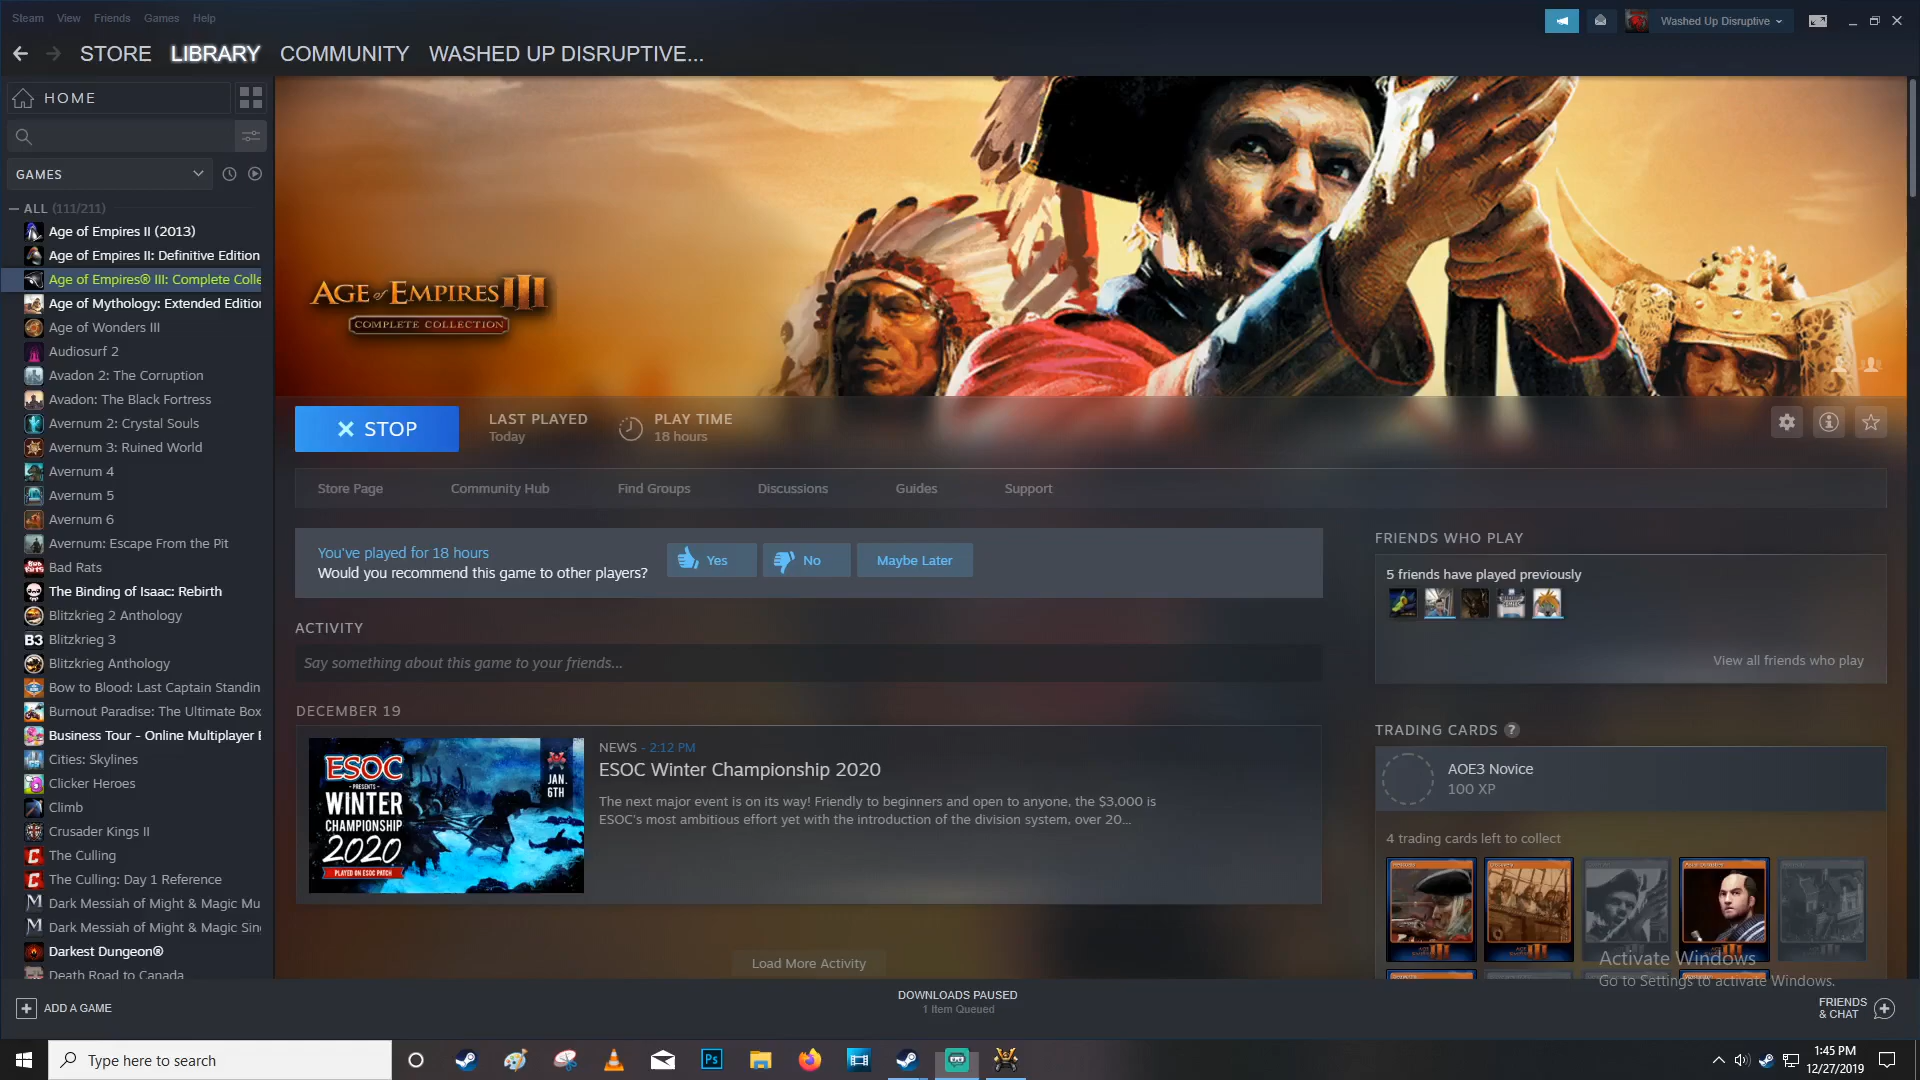 Steam View Friends Games Help
Washed Up Disruptive
STORE LIBRARY COMMUNITY WASHED UP DISRUPTIVE...
HOME
GAMES
ALL (111/211)
Age of Empires II (2013)
Age of Empires II: Definitive Edition
Age of Empires® III: Complete Colle
Age of Mythology: Extended Edition
Age of Wonders III
Audiosurf 2
Avadon 2: The Corruption
Avadon: The Black Fortress
Avernum 2: Crystal Souls
Avernum 3: Ruined World
Avernum 4
Avernum 5
Avernum 6
Avernum: Escape From the Pit
Bad Rats
The Binding of Isaac: Rebirth
Blitzkrieg 2 Anthology
B3 Blitzkrieg 3
Blitzkrieg Anthology
Bow to Blood: Last Captain Standin
Burnout Paradise: The Ultimate Box
Business Tour - Online Multiplayer B
Cities: Skylines
Clicker Heroes
Climb
Crusader Kings II
The Culling
The Culling: Day 1 Reference
Dark Messiah of Might & Magic Mu
Dark Messiah of Might & Magic Sin
Darkest Dungeon®
Death Road to Canada
ADD A GAME
AGE of EMPIRES III
COMPLETE COLLECTION
STOP
LAST PLAYED
Today
PLAY TIME
18 hours
Store Page Community Hub Find Groups Discussions Guides Support
You've played for 18 hours
Would you recommend this game to other players?
Yes No Maybe Later
ACTIVITY
Say something about this game to your friends...
DECEMBER 19
ESOC
PRESENTS
WINTER
CHAMPIONSHIP
2020
PLAYED ON ESOC PATCH
JAN.
6TH
NEWS - 2:12 PM
ESOC Winter Championship 2020
The next major event is on its way! Friendly to beginners and open to anyone, the $3,000 is
ESOC's most ambitious effort yet with the introduction of the division system, over 20...
Load More Activity
FRIENDS WHO PLAY
5 friends have played previously
View all friends who play
TRADING CARDS ?
AOE3 Novice
100 XP
4 trading cards left to collect
Activate Windows
Go to Settings to activate Windows.
DOWNLOADS PAUSED
1 Item Queued
FRIENDS
& CHAT
Type here to search
Ps
1:45 PM
12/27/2019